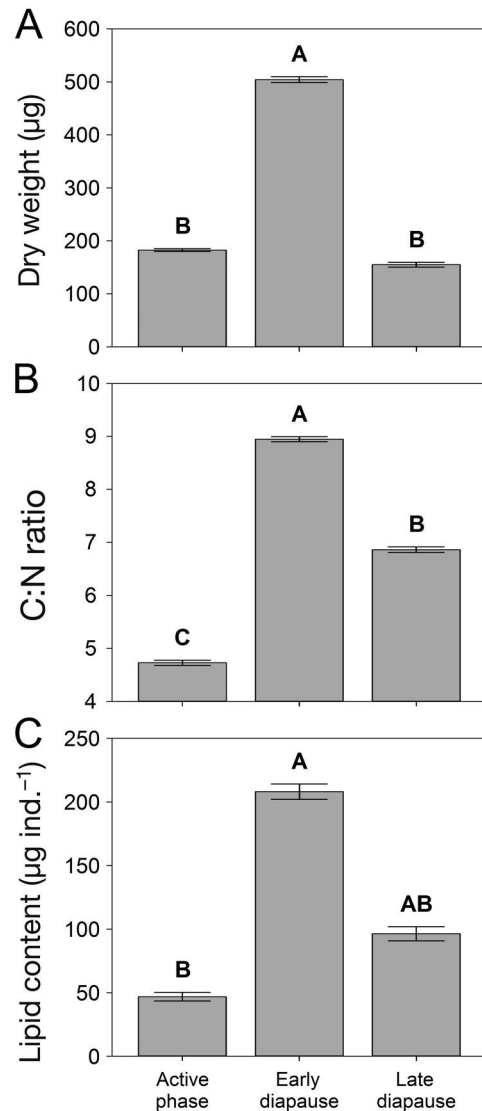 A
Dry weight (µg)
600
500
400
300
200
100
0
B
A
B
B
C:N ratio
10
9
8
7
6
5
4
C
A
B
C
Lipid content (µg ind.⁻¹)
250
200
150
100
50
0
B
A
AB
Active
phase
Early
diapause
Late
diapause